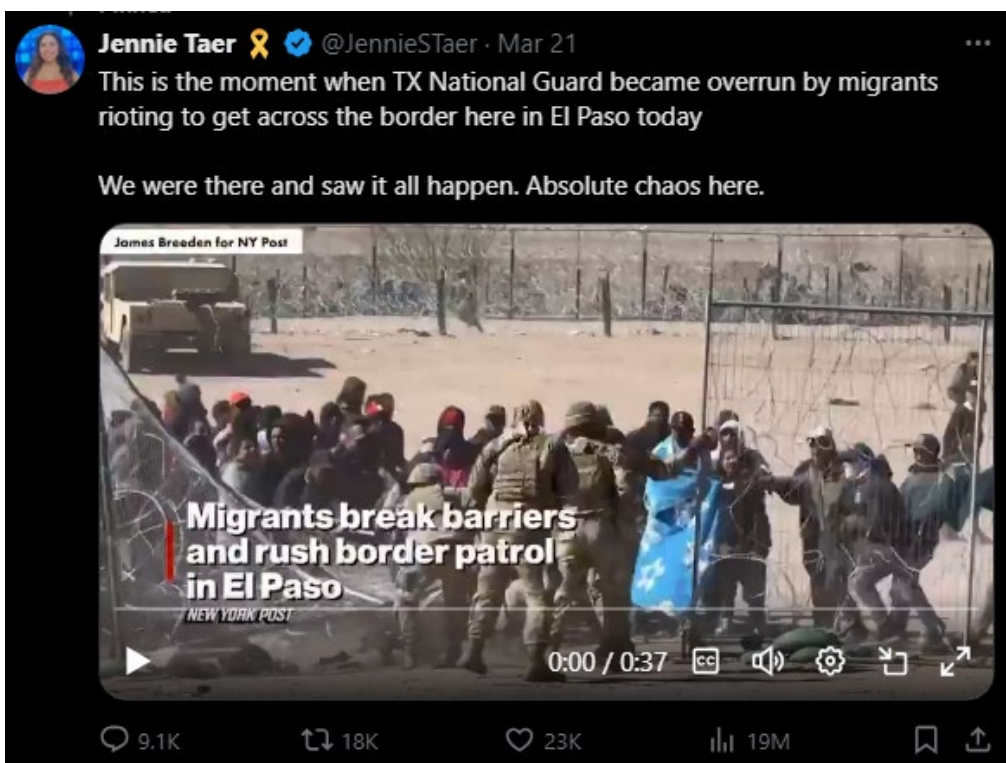 Jennie Taer @JennieSTaer · Mar 21
This is the moment when TX National Guard became overrun by migrants
rioting to get across the border here in El Paso today
We were there and saw it all happen. Absolute chaos here.
James Breeden for NY Post
Migrants break barriers
and rush border patrol
in El Paso
NEW YORK POST
0:00 / 0:37 CC
9.1K 18K 23K 19M